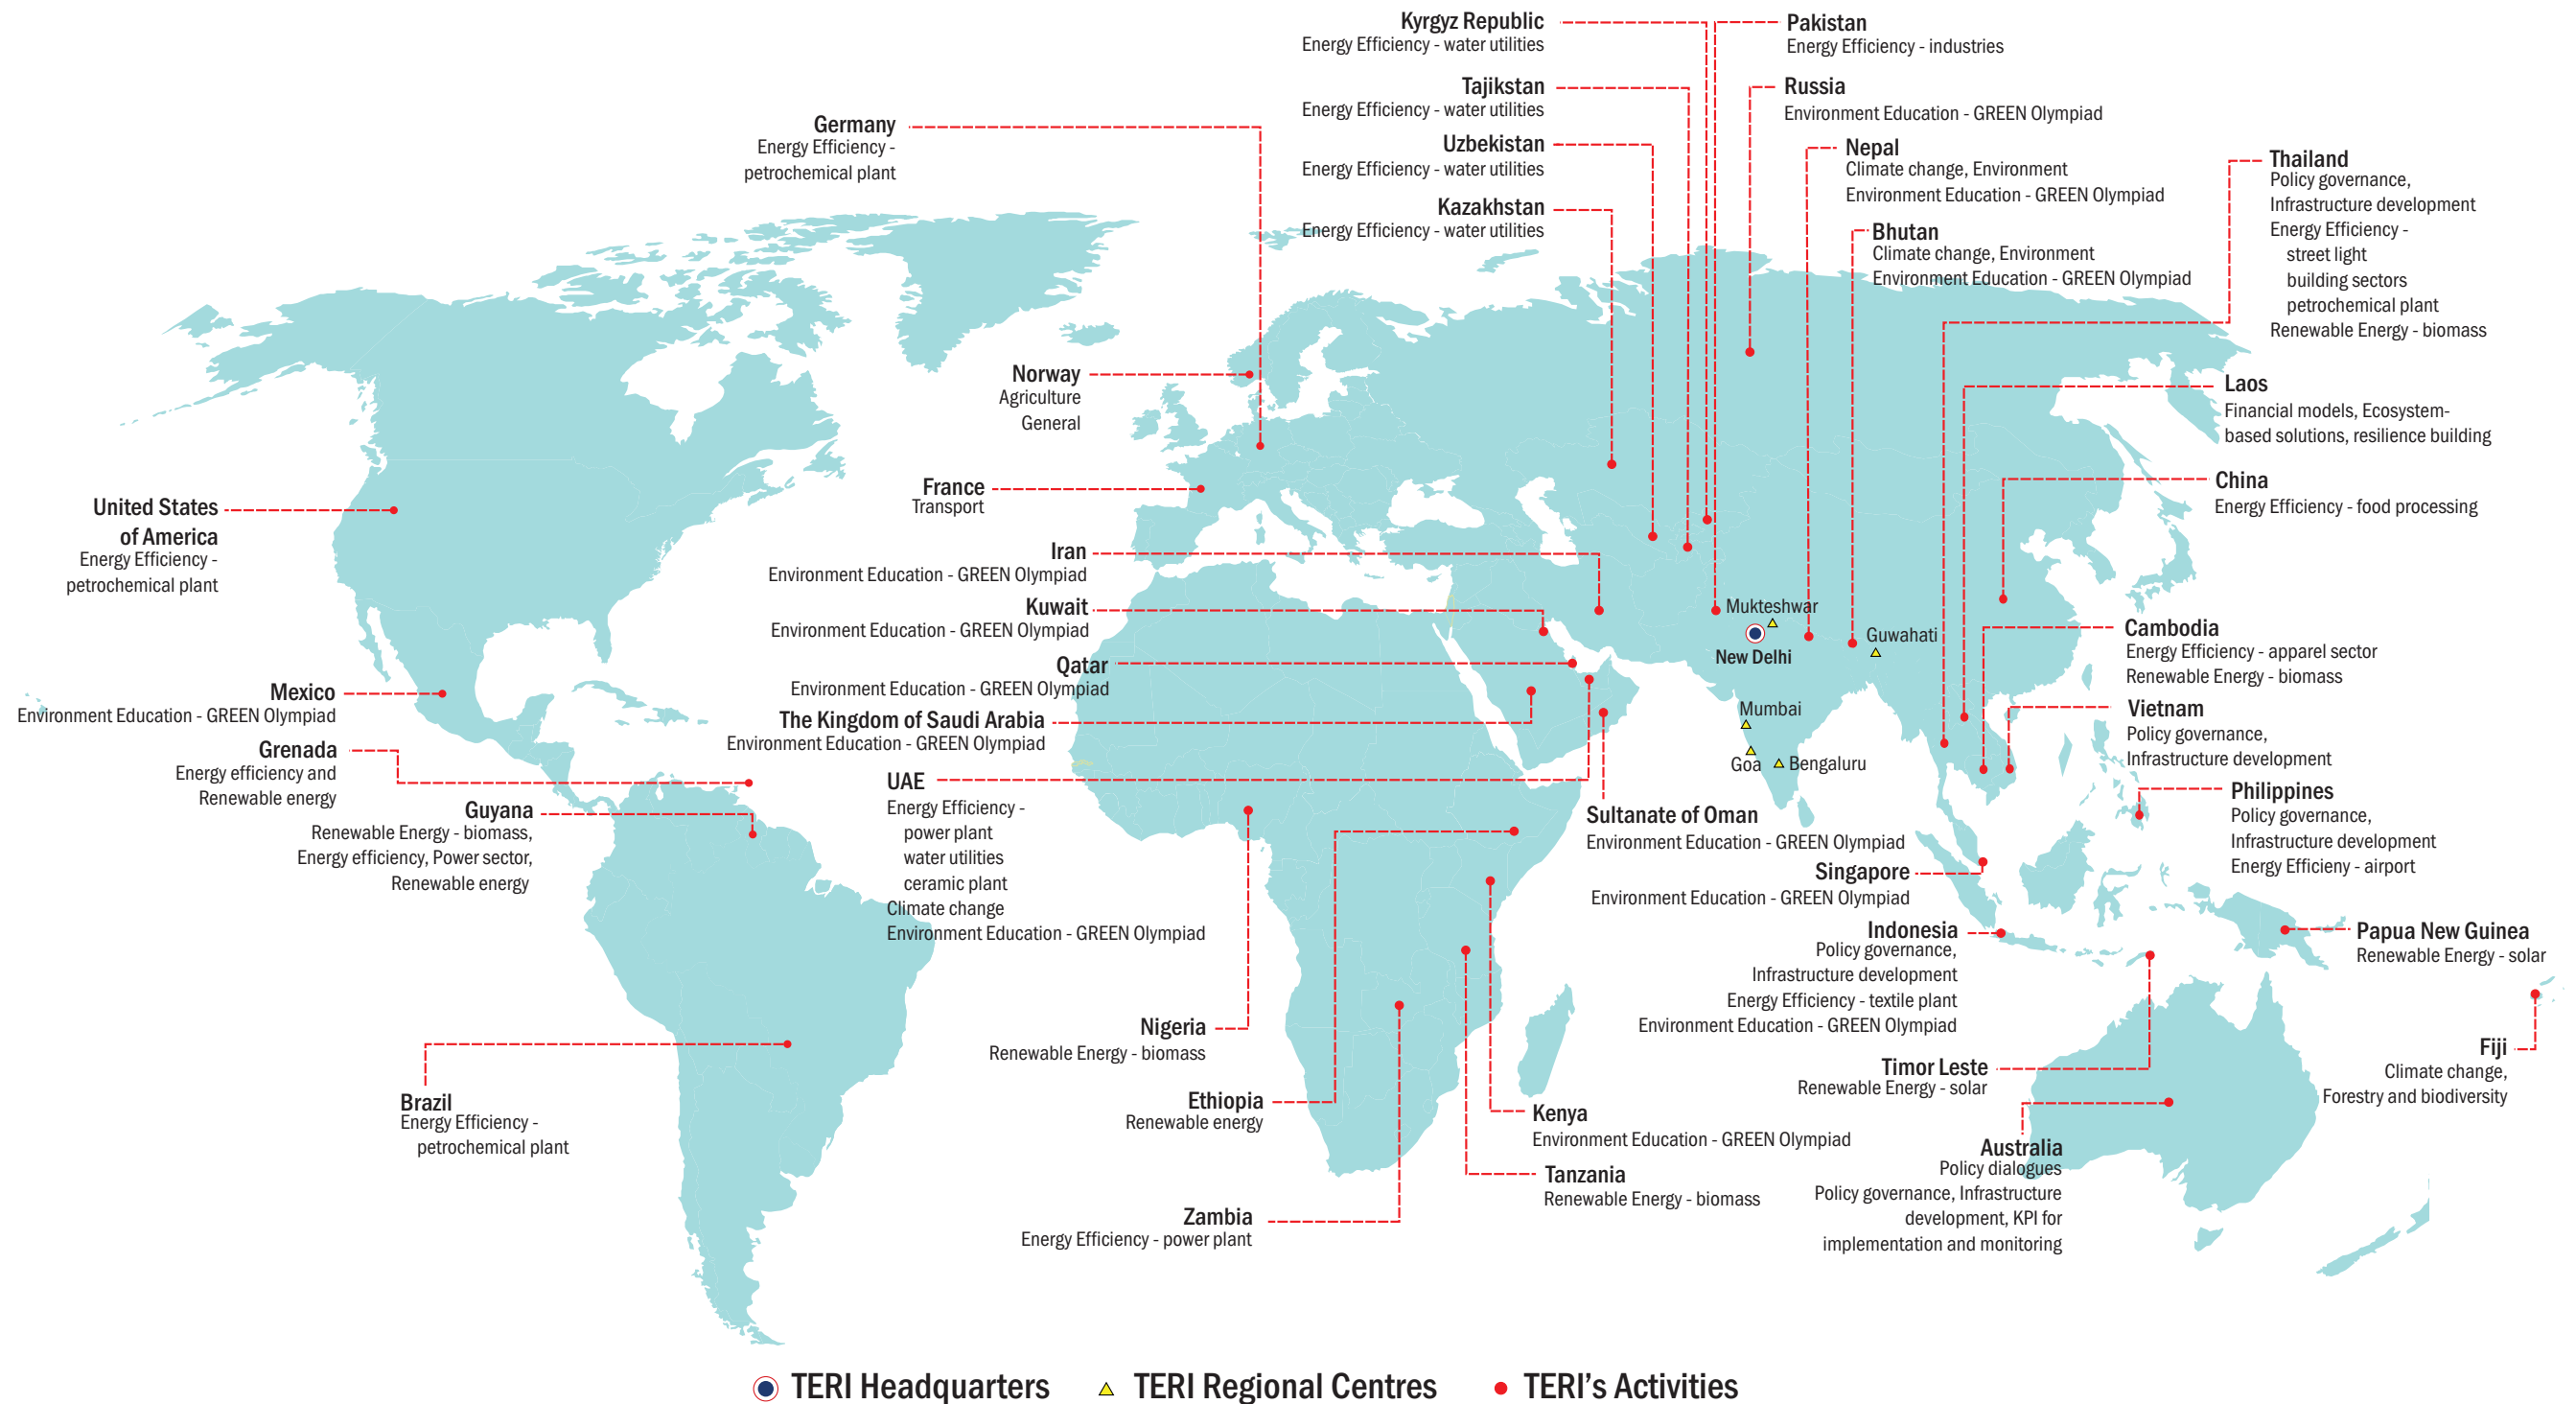 Kyrgyz Republic
Energy Efficiency - water utilities
Pakistan
Energy Efficiency - industries
Tajikstan
Energy Efficiency - water utilities
Russia
Environment Education - GREEN Olympiad
Germany
Energy Efficiency -
petrochemical plant
Uzbekistan
Energy Efficiency - water utilities
Nepal
Climate change, Environment
Environment Education - GREEN Olympiad
Thailand
Policy governance,
Infrastructure development
Energy Efficiency -
street light
building sectors
petrochemical plant
Renewable Energy - biomass
Kazakhstan
Energy Efficiency - water utilities
Bhutan
Climate change, Environment
Environment Education - GREEN Olympiad
Norway
Agriculture
General
Laos
Financial models, Ecosystem-
based solutions, resilience building
France
Transport
China
Energy Efficiency - food processing
United States
of America
Energy Efficiency -
petrochemical plant
Iran
Environment Education - GREEN Olympiad
Kuwait
Environment Education - GREEN Olympiad
Mukteshwar
New Delhi
Guwahati
Cambodia
Energy Efficiency - apparel sector
Renewable Energy - biomass
Qatar
Environment Education - GREEN Olympiad
Mexico
Environment Education - GREEN Olympiad
The Kingdom of Saudi Arabia
Environment Education - GREEN Olympiad
Mumbai
Goa
Bengaluru
Vietnam
Policy governance,
Infrastructure development
Grenada
Energy efficiency and
Renewable energy
UAE
Energy Efficiency -
power plant
water utilities
ceramic plant
Climate change
Environment Education - GREEN Olympiad
Guyana
Renewable Energy - biomass,
Energy efficiency, Power sector,
Renewable energy
Sultanate of Oman
Environment Education - GREEN Olympiad
Philippines
Policy governance,
Infrastructure development
Energy Efficieny - airport
Singapore
Environment Education - GREEN Olympiad
Indonesia
Policy governance,
Infrastructure development
Energy Efficiency - textile plant
Environment Education - GREEN Olympiad
Papua New Guinea
Renewable Energy - solar
Nigeria
Renewable Energy - biomass
Timor Leste
Renewable Energy - solar
Fiji
Climate change,
Forestry and biodiversity
Brazil
Energy Efficiency -
petrochemical plant
Ethiopia
Renewable energy
Kenya
Environment Education - GREEN Olympiad
Australia
Policy dialogues
Policy governance, Infrastructure
development, KPI for
implementation and monitoring
Tanzania
Renewable Energy - biomass
Zambia
Energy Efficiency - power plant
TERI Headquarters
TERI Regional Centres
TERI's Activities